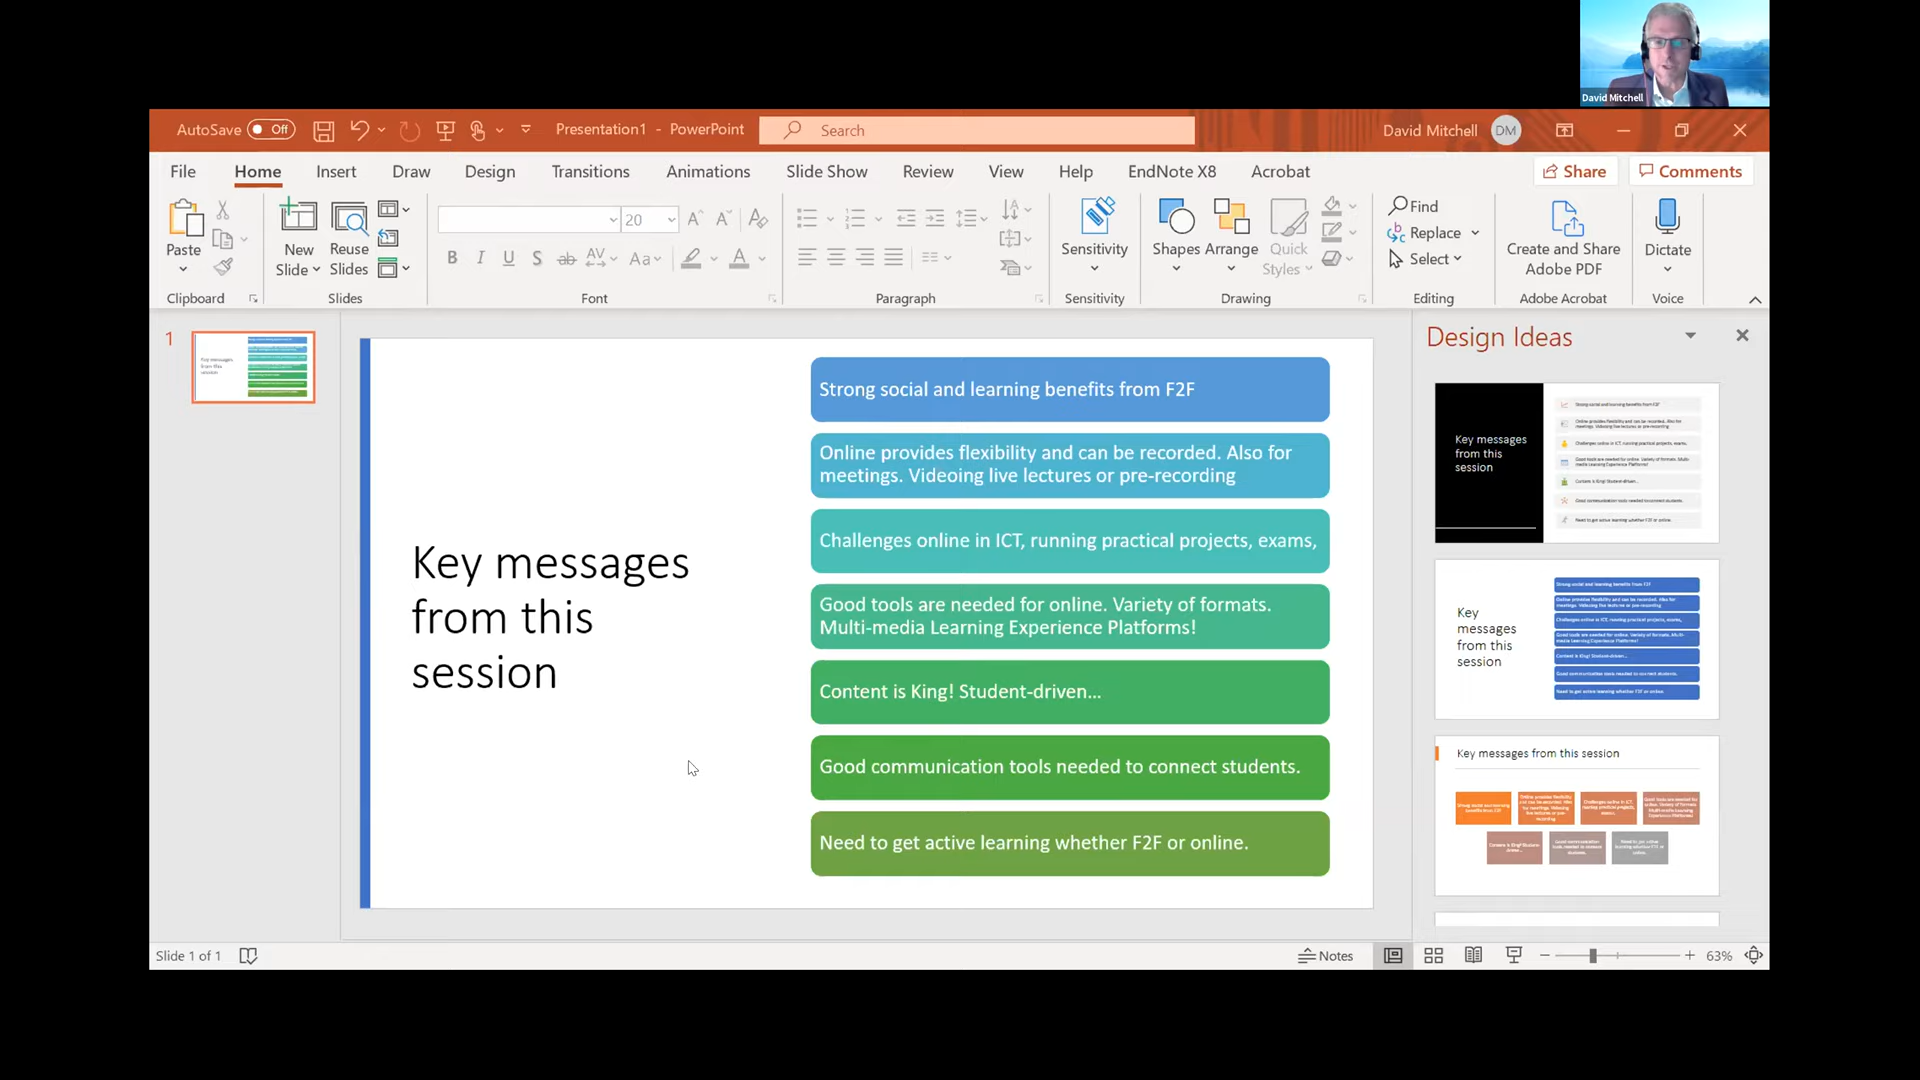 David Mitchell
AutoSave Off
Presentation1 - PowerPoint
Search
David Mitchell DM
File Home Insert Draw Design Transitions Animations Slide Show Review View Help EndNote X8 Acrobat Share Comments
Paste
Clipboard
New Slide
Reuse Slides
Slides
20
B I U S ab AV Aa A
Font
Paragraph
Sensitivity
Sensitivity
Shapes Arrange Quick Styles
Drawing
Find
Replace
Select
Editing
Create and Share Adobe PDF
Adobe Acrobat
Dictate
Voice
1
Key messages
from this
session
Strong social and learning benefits from F2F
Online provides flexibility and can be recorded. Also for
meetings. Videoing live lectures or pre-recording
Challenges online in ICT, running practical projects, exams,
Good tools are needed for online. Variety of formats.
Multi-media Learning Experience Platforms!
Content is King! Student-driven...
Good communication tools needed to connect students.
Need to get active learning whether F2F or online.
Design Ideas
Key messages
from this
session
Key
messages
from this
session
Key messages from this session
Slide 1 of 1
Notes
63%